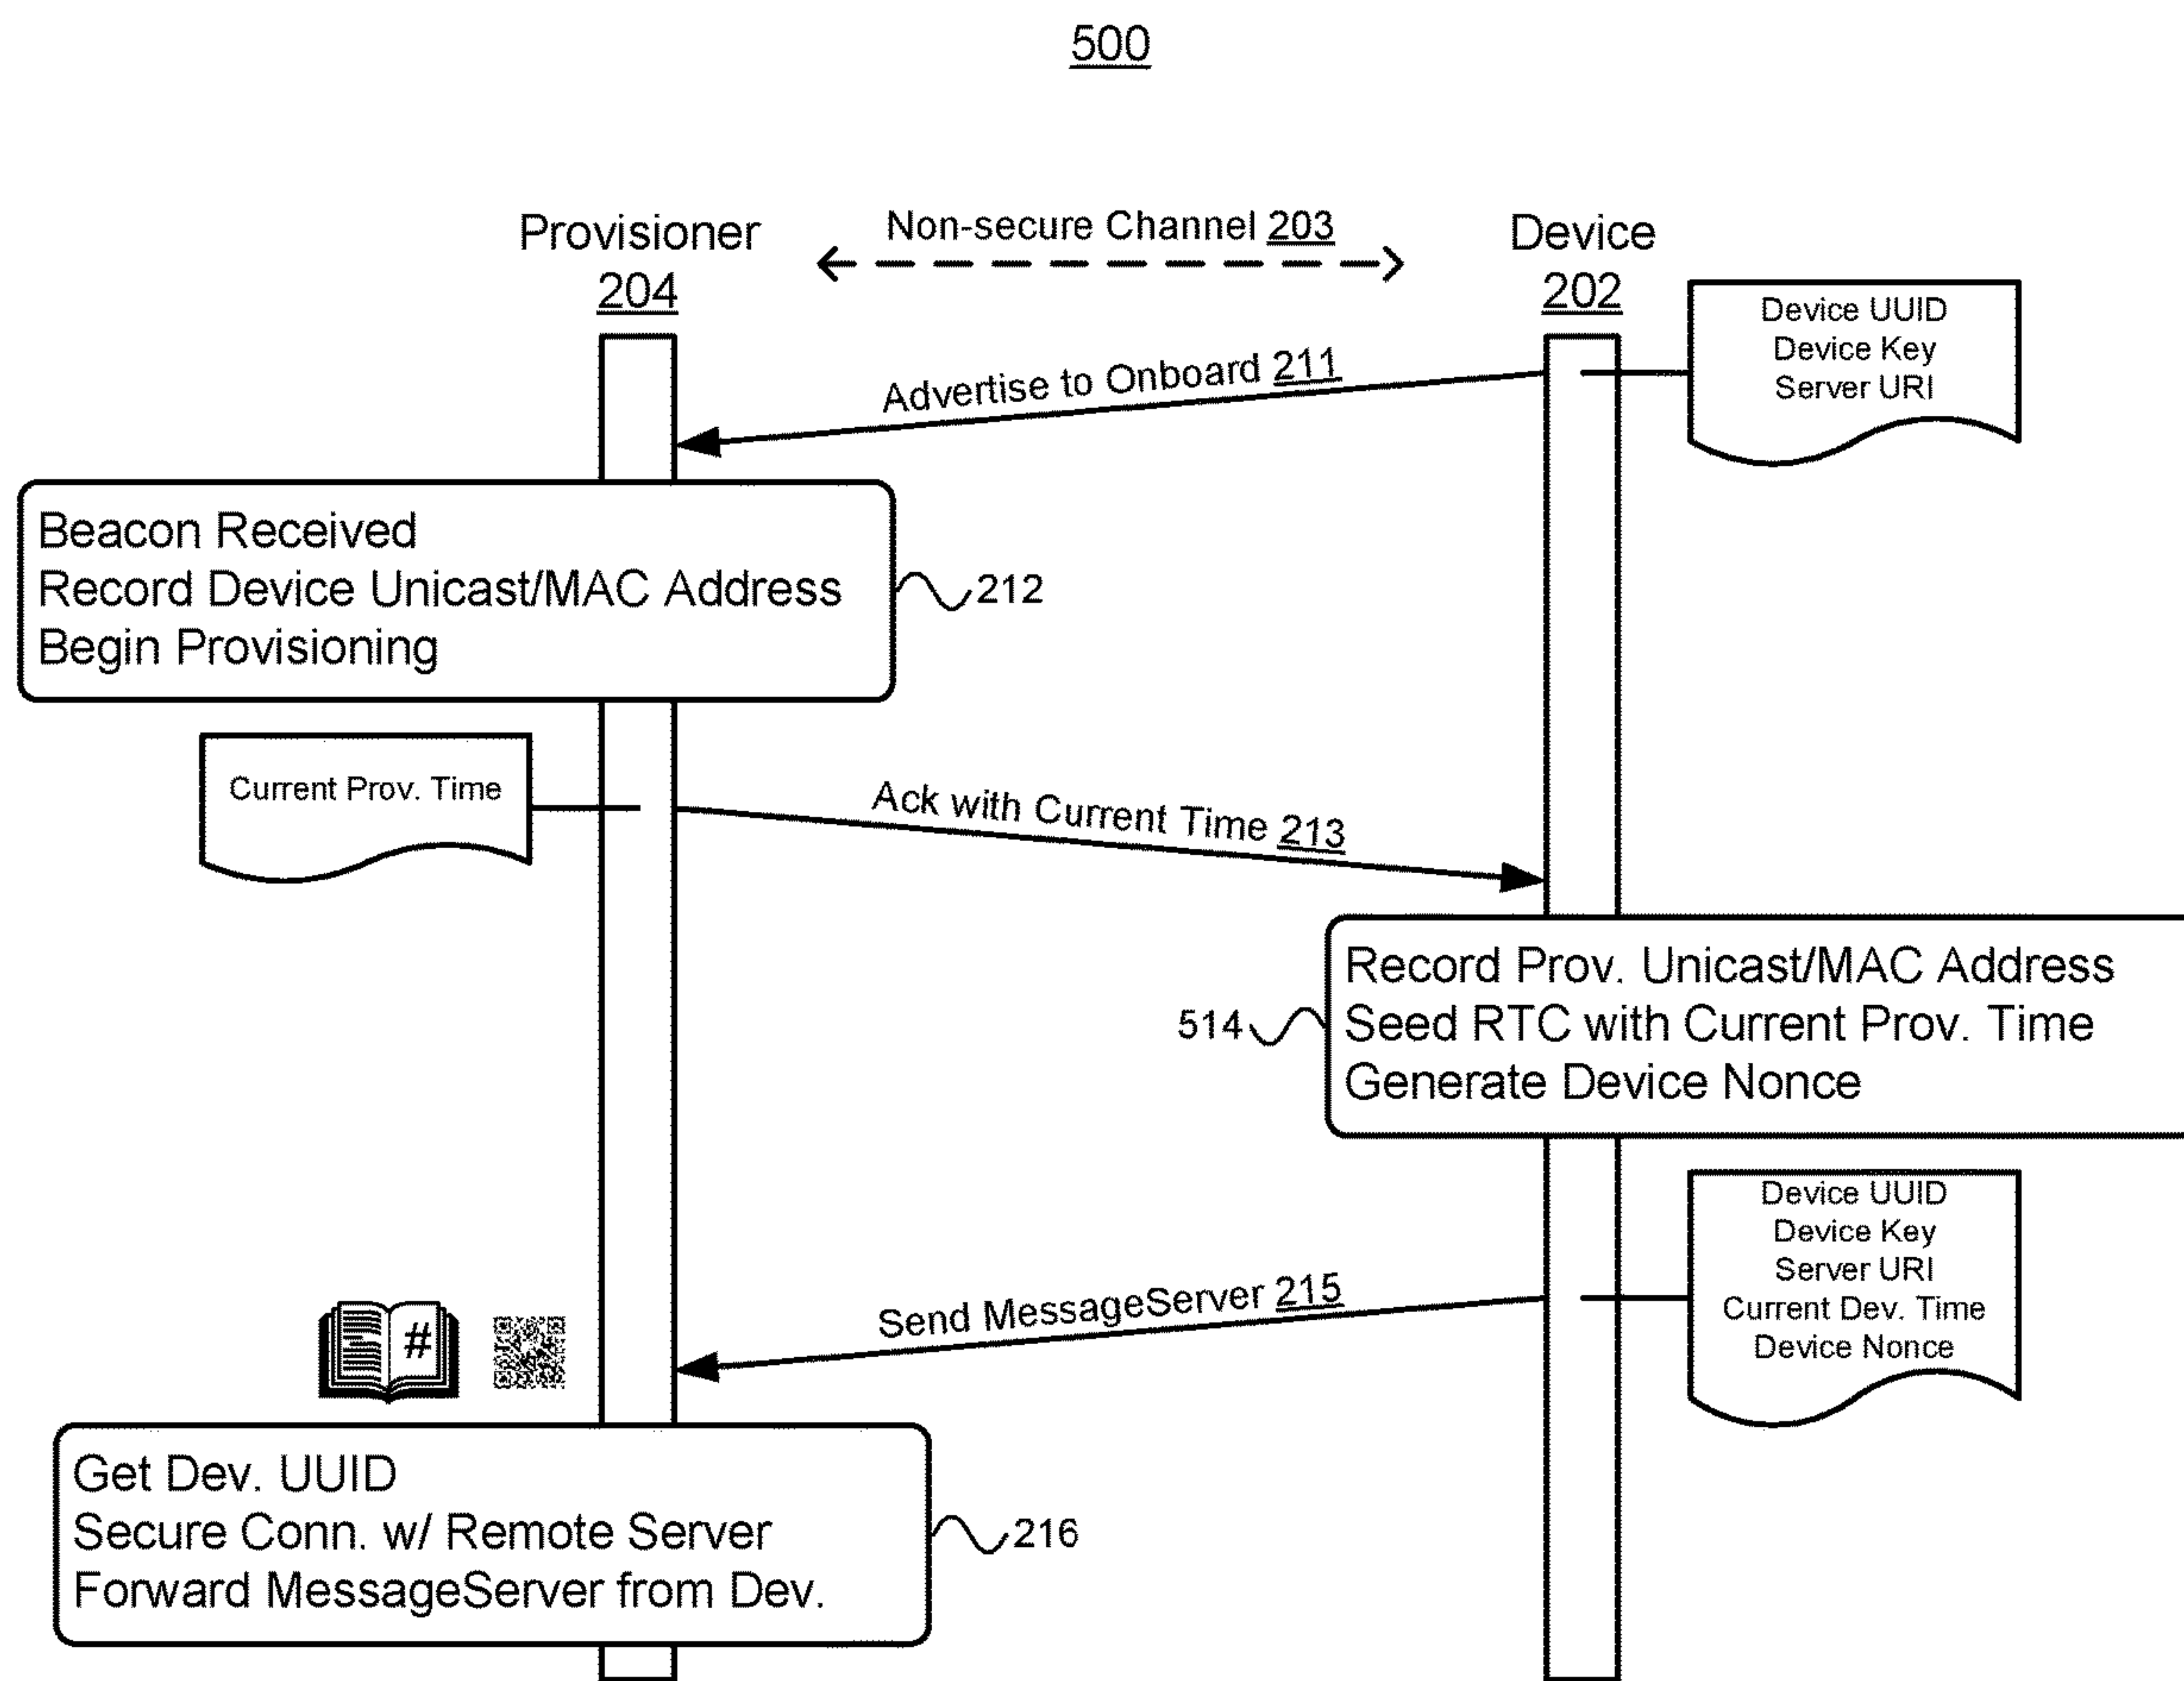 500
Provisioner
204
Non-secure Channel 203
Device
202
Device UUID
Device Key
Server URI
Advertise to Onboard 211
Beacon Received
Record Device Unicast/MAC Address
Begin Provisioning
212
Current Prov. Time
Ack with Current Time 213
Record Prov. Unicast/MAC Address
Seed RTC with Current Prov. Time
Generate Device Nonce
514
Device UUID
Device Key
Server URI
Current Dev. Time
Device Nonce
Send MessageServer 215
#
Get Dev. UUID
Secure Conn. w/ Remote Server
Forward MessageServer from Dev.
216